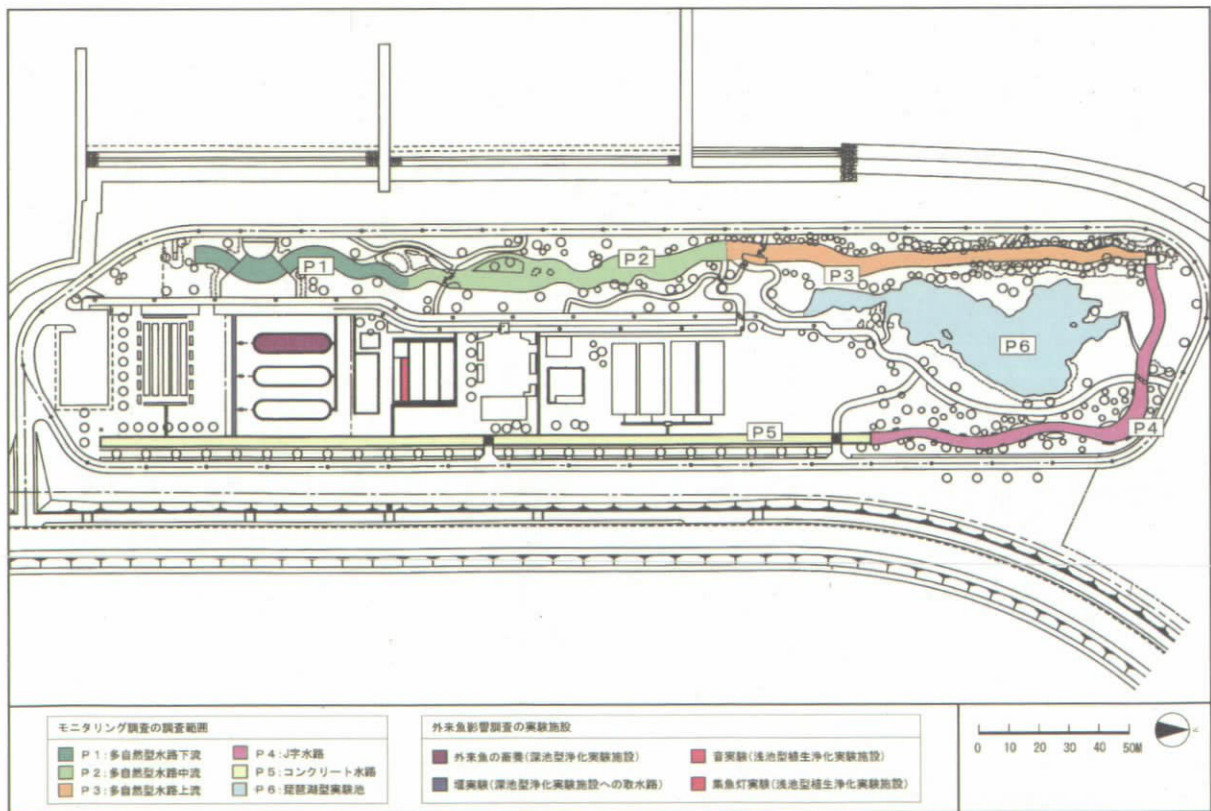 P1
P2
P3
P6
P5
P4
モニタリング調査の調査範囲
P1:多自然型水路下流
P2:多自然型水路中流
P3:多自然型水路上流
P4:J字水路
P5:コンクリート水路
P6:琵琶湖型実験池
外来魚影響調査の実験施設
外来魚の蓄養(深池型浄化実験施設)
堰実験(深池型浄化実験施設への取水路)
音実験(浅池型植生浄化実験施設)
集魚灯実験(浅池型植生浄化実験施設)
0 10 20 30 40 50M